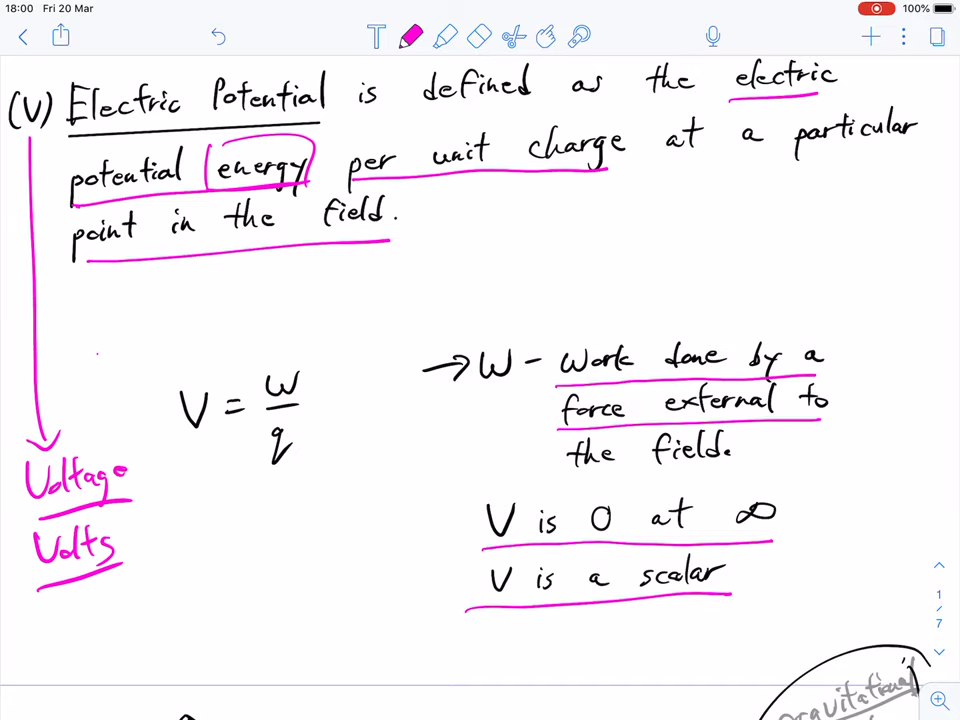 18:00 Fri 20 Mar
100%
T
(V) Electric Potential is defined as the electric
potential energy per unit charge at a particular
point in the field.
V = W/q
→ W - Work done by a
force external to
the field.
Voltage
Volts
V is 0 at ∞
V is a scalar
1
/
7
gravitational